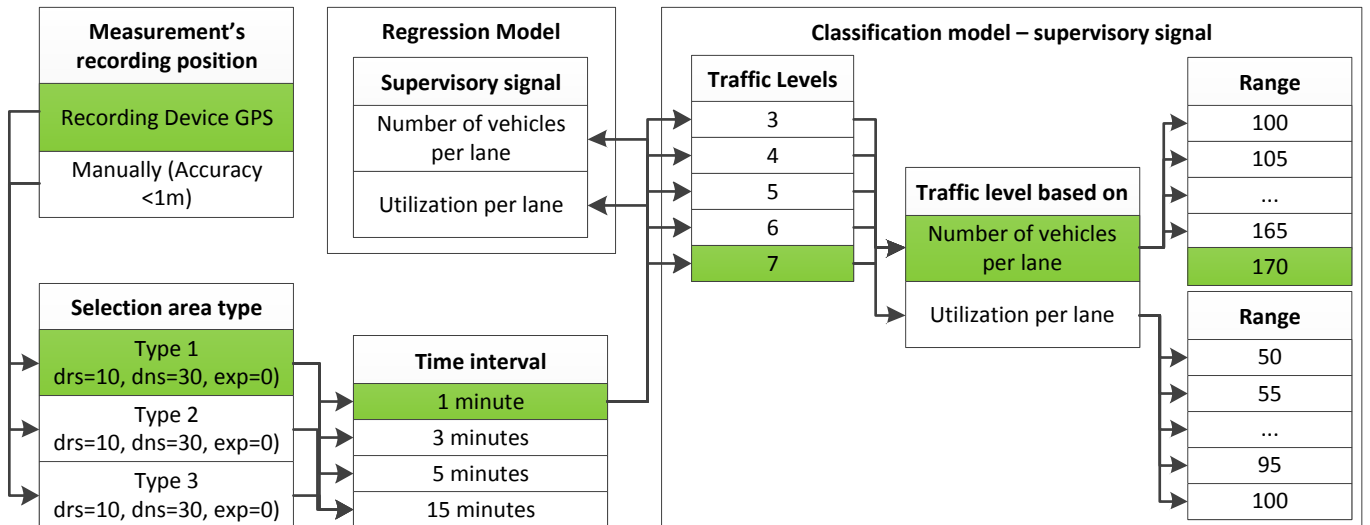 Measurement's
recording position
Recording Device GPS
Manually (Accuracy
<1m)
Selection area type
Type 1
drs=10, dns=30, exp=0)
Type 2
drs=10, dns=30, exp=0)
Type 3
drs=10, dns=30, exp=0)
Regression Model
Supervisory signal
Number of vehicles
per lane
Utilization per lane
Time interval
1 minute
3 minutes
5 minutes
15 minutes
Classification model – supervisory signal
Traffic Levels
3
4
5
6
7
Traffic level based on
Number of vehicles
per lane
Utilization per lane
Range
100
105
...
165
170
Range
50
55
...
95
100